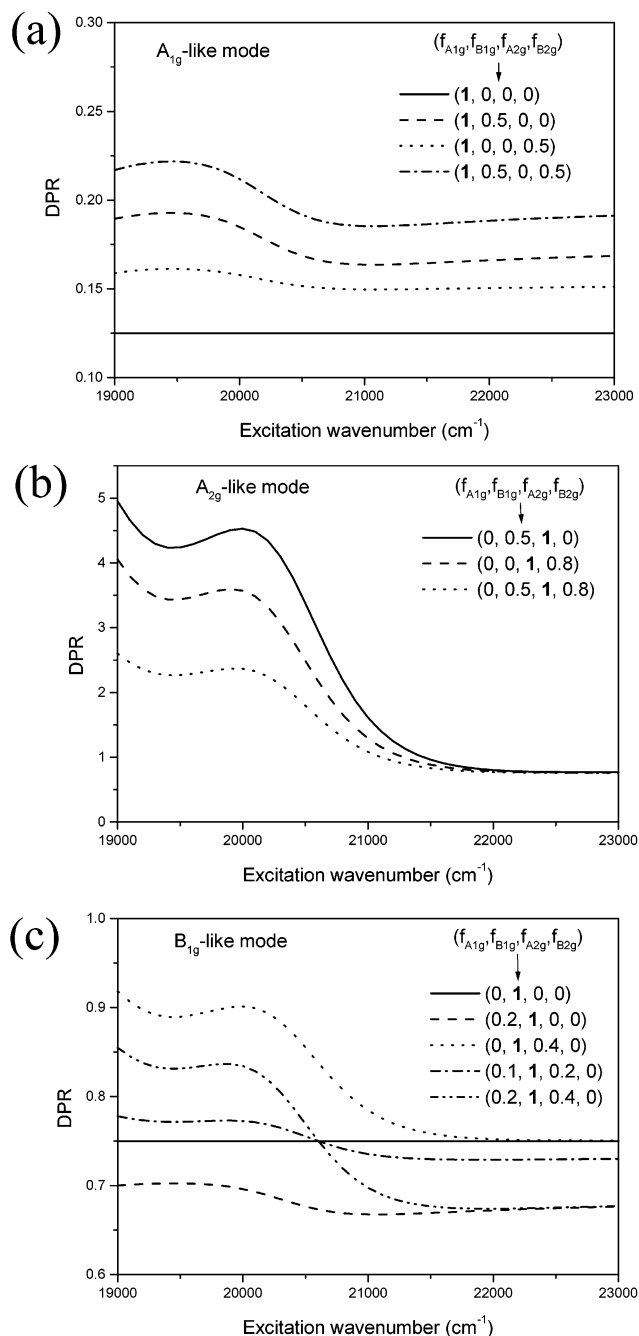 (a)
A1g-like mode
(fA1g,fB1g,fA2g,fB2g)
(1, 0, 0, 0)
(1, 0.5, 0, 0)
(1, 0, 0, 0.5)
(1, 0.5, 0, 0.5)
0.30
0.25
0.20
0.15
0.10
DPR
19000 20000 21000 22000 23000
Excitation wavenumber (cm-1)
(b)
A2g-like mode
(fA1g,fB1g,fA2g,fB2g)
(0, 0.5, 1, 0)
(0, 0, 1, 0.8)
(0, 0.5, 1, 0.8)
5
4
3
2
1
0
DPR
19000 20000 21000 22000 23000
Excitation wavenumber (cm-1)
(c)
B1g-like mode
(fA1g,fB1g,fA2g,fB2g)
(0, 1, 0, 0)
(0.2, 1, 0, 0)
(0, 1, 0.4, 0)
(0.1, 1, 0.2, 0)
(0.2, 1, 0.4, 0)
1.0
0.9
0.8
0.7
0.6
DPR
19000 20000 21000 22000 23000
Excitation wavenumber (cm-1)